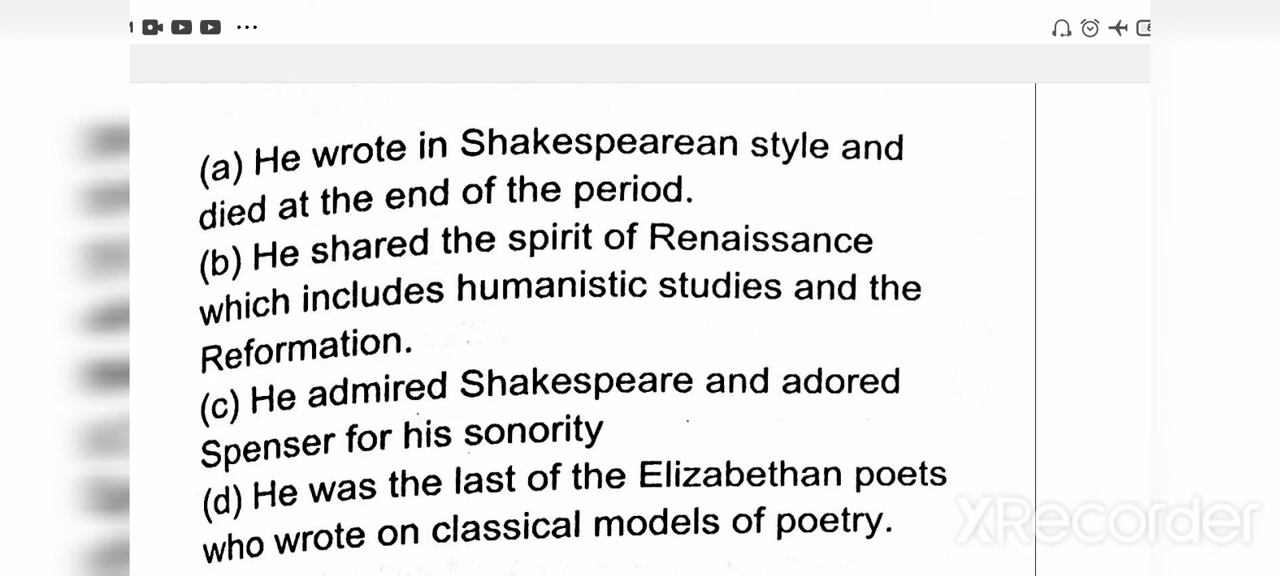 (a) He wrote in Shakespearean style and
died at the end of the period.
(b) He shared the spirit of Renaissance
which includes humanistic studies and the
Reformation.
(c) He admired Shakespeare and adored
Spenser for his sonority
(d) He was the last of the Elizabethan poets
who wrote on classical models of poetry.
XRecorder